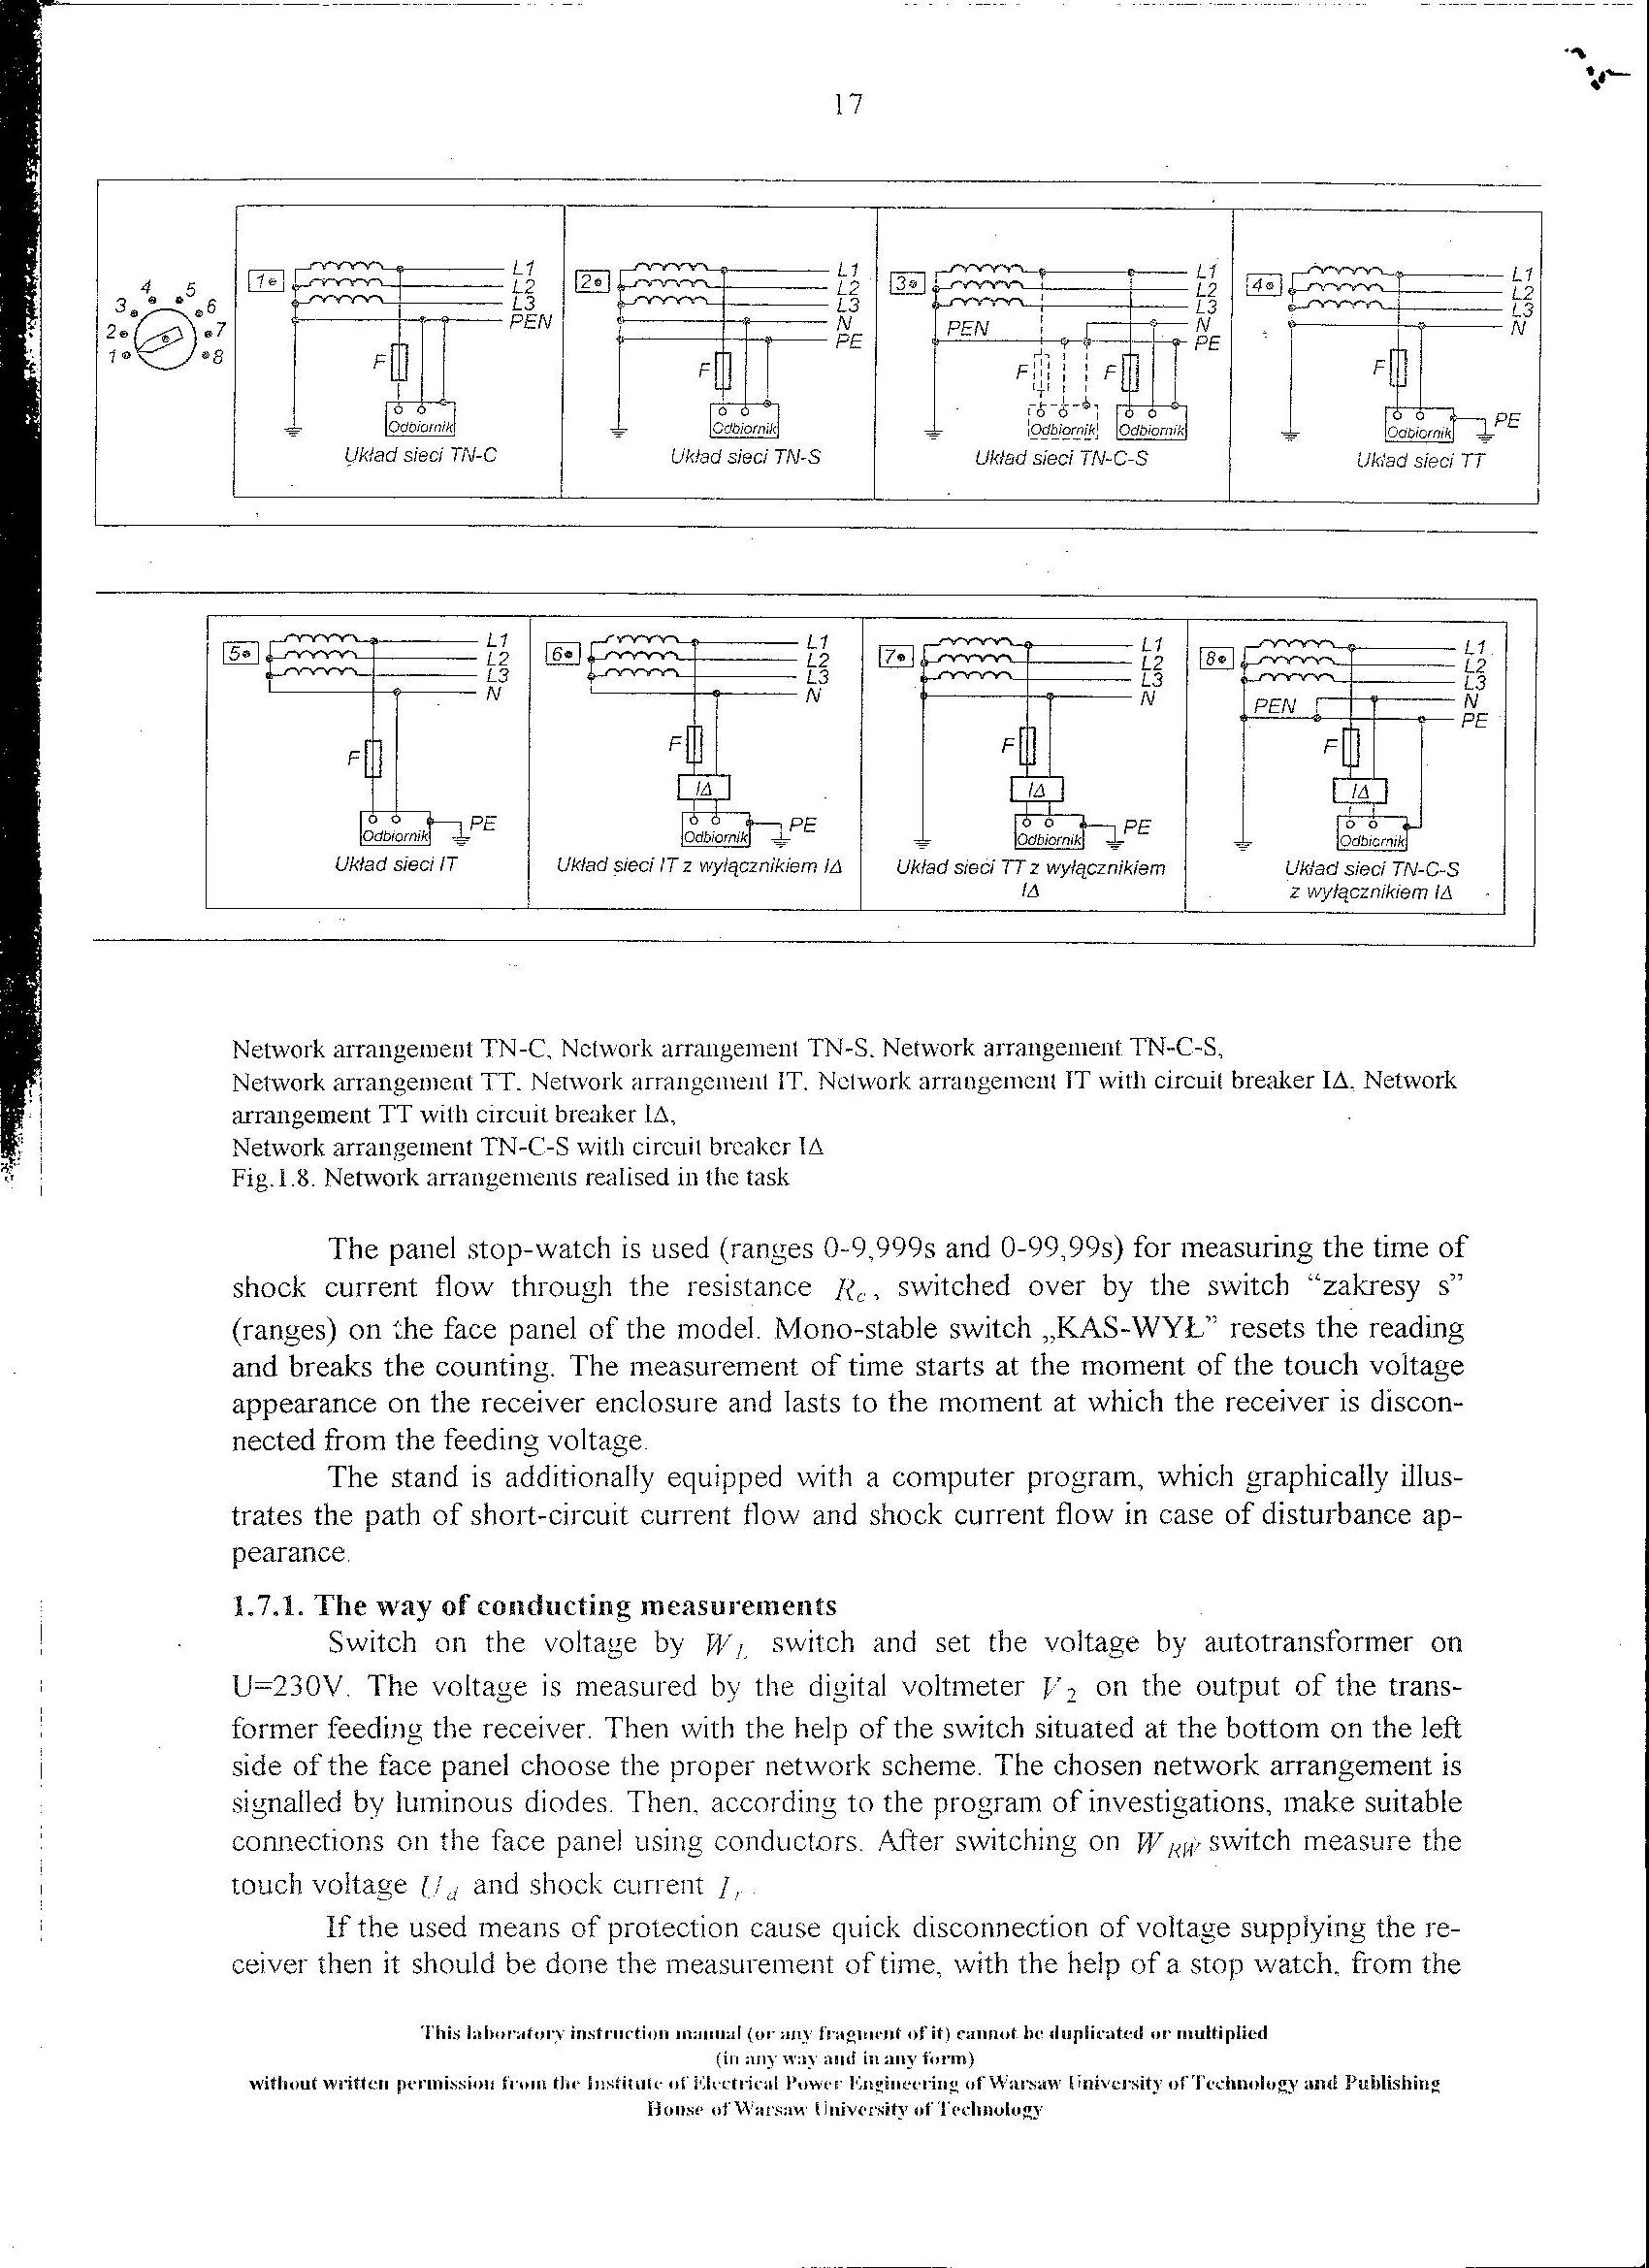 17
4
3 5
6
2 7
1 8
1 L1
L2
L3
PEN
F
Odbiornik
Układ sieci TN-C
2 L1
L2
L3
N
PE
F
Odbiornik
Układ sieci TN-S
3 L1
L2
L3
PEN N
PE
F F
Odbiornik Odbiornik
Układ sieci TN-C-S
4 L1
L2
L3
N
F
PE
Odbiornik
Układ sieci TT
5 L1
L2
L3
N
F
PE
Odbiornik
Układ sieci IT
6 L1
L2
L3
N
F
IΔ
PE
Odbiornik
Układ sieci IT z wyłącznikiem IΔ
7 L1
L2
L3
N
F
IΔ
PE
Odbiornik
Układ sieci TT z wyłącznikiem
IΔ
8 L1
L2
L3
PEN N
PE
F
IΔ
Odbiornik
Układ sieci TN-C-S
z wyłącznikiem IΔ
Network arrangement TN-C, Network arrangement TN-S. Network arrangement TN-C-S,
Network arrangement TT. Network arrangement IT. Network arrangement IT with circuit breaker IΔ, Network
arrangement TT with circuit breaker IΔ,
Network arrangement TN-C-S with circuit breaker IΔ
Fig.1.8. Network arrangements realised in the task
The panel stop-watch is used (ranges 0-9,999s and 0-99,99s) for measuring the time of
shock current flow through the resistance R_c, switched over by the switch “zakresy s”
(ranges) on the face panel of the model. Mono-stable switch „KAS-WYŁ” resets the reading
and breaks the counting. The measurement of time starts at the moment of the touch voltage
appearance on the receiver enclosure and lasts to the moment at which the receiver is discon-
nected from the feeding voltage.
The stand is additionally equipped with a computer program, which graphically illus-
trates the path of short-circuit current flow and shock current flow in case of disturbance ap-
pearance.
1.7.1. The way of conducting measurements
Switch on the voltage by W_L switch and set the voltage by autotransformer on
U=230V. The voltage is measured by the digital voltmeter V_2 on the output of the trans-
former feeding the receiver. Then with the help of the switch situated at the bottom on the left
side of the face panel choose the proper network scheme. The chosen network arrangement is
signalled by luminous diodes. Then, according to the program of investigations, make suitable
connections on the face panel using conductors. After switching on W_RW switch measure the
touch voltage U_d and shock current I_r.
If the used means of protection cause quick disconnection of voltage supplying the re-
ceiver then it should be done the measurement of time, with the help of a stop watch, from the
This laboratory instruction manual (or any fragment of it) cannot be duplicated or multiplied
(in any way and in any form)
without written permission from the Institute of Electrical Power Engineering of Warsaw University of Technology and Publishing
House of Warsaw University of Technology